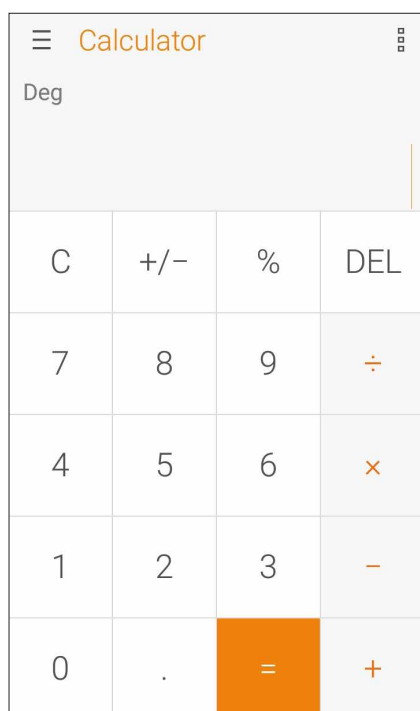 Calculator
Deg
C +/− % DEL
7 8 9 ÷
4 5 6 ×
1 2 3 −
0 . = +